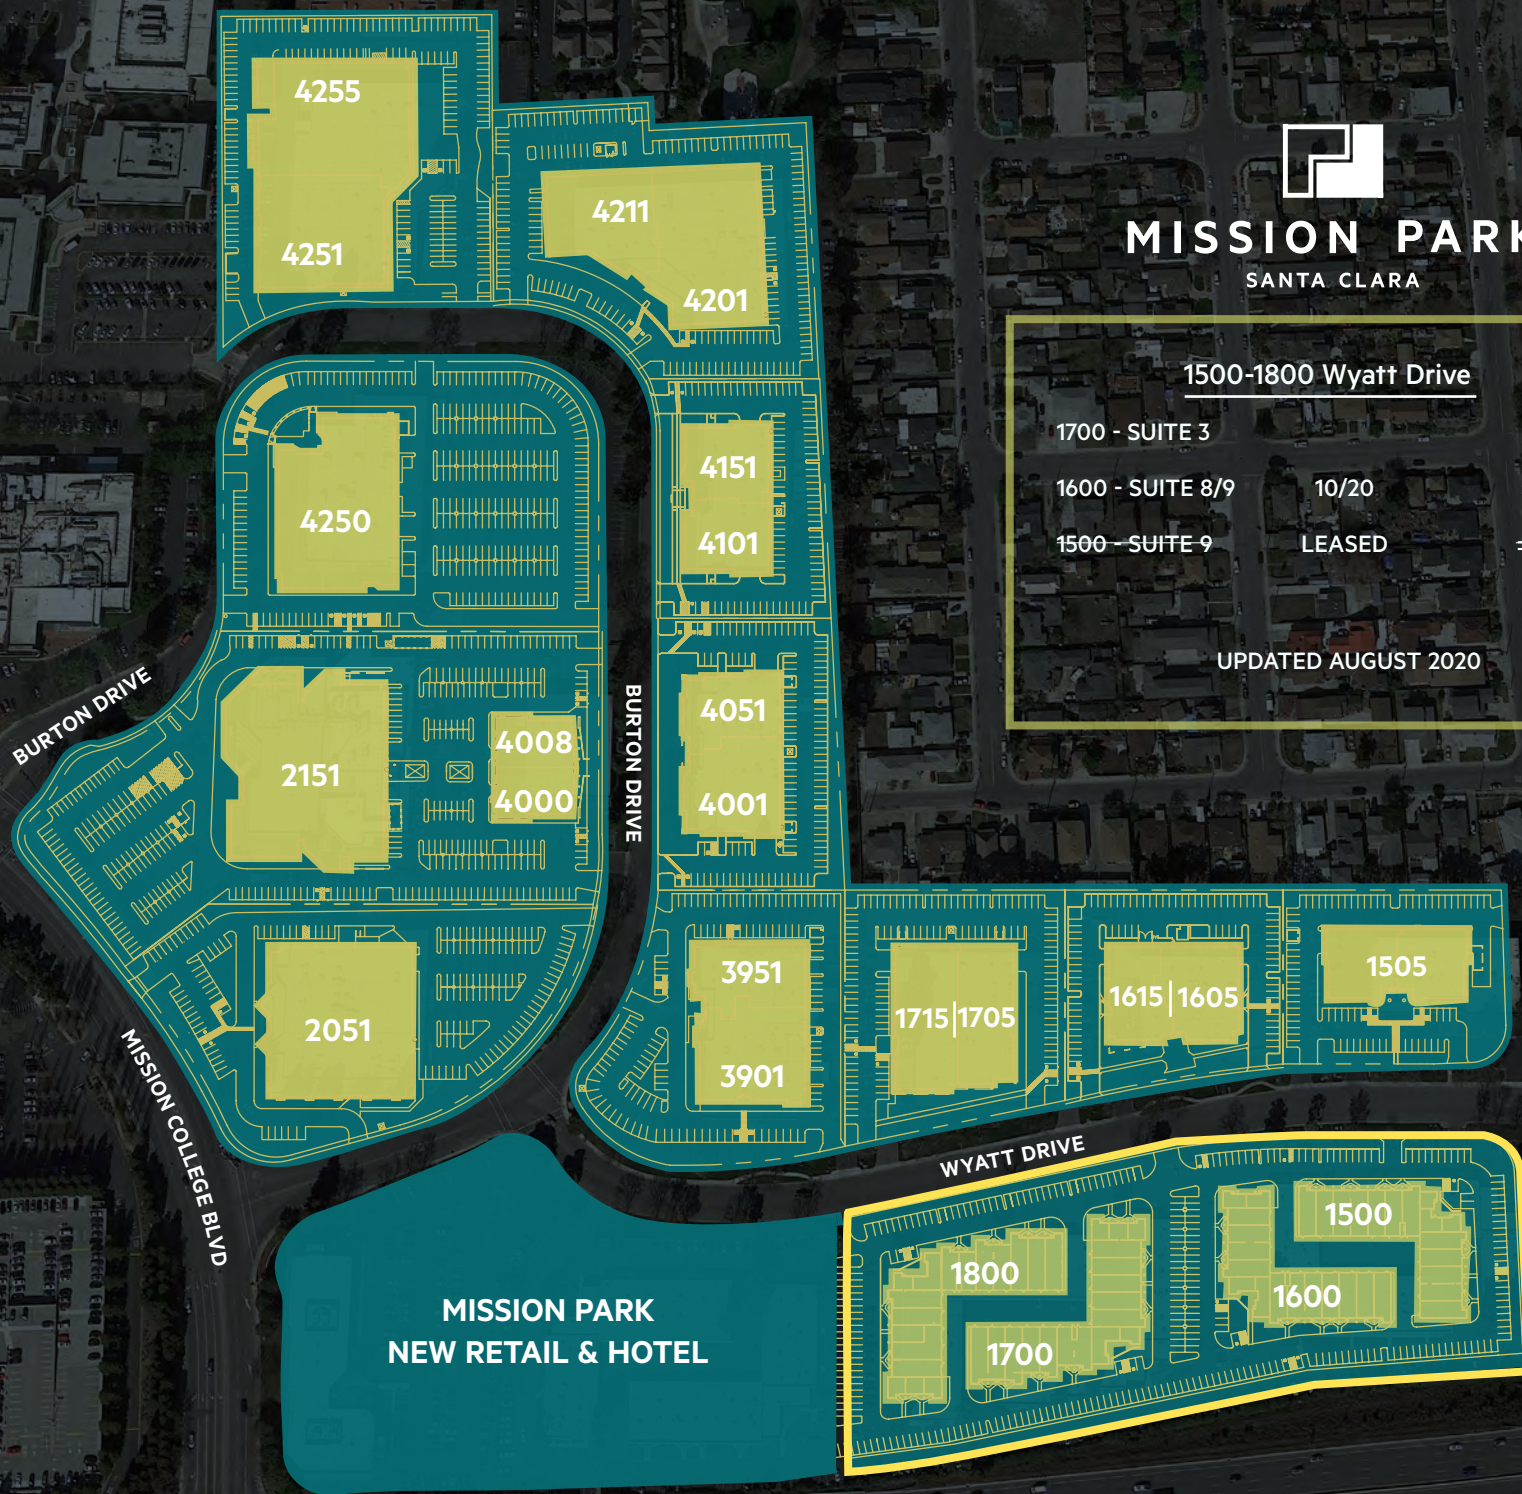 4255
4251
4211
4201
MISSION PARK
SANTA CLARA
1500-1800 Wyatt Drive
1700 - SUITE 3
1600 - SUITE 8/9 10/20
1500 - SUITE 9 LEASED
UPDATED AUGUST 2020
4250
4151
4101
BURTON DRIVE
BURTON DRIVE
2151
4008
4000
4051
4001
2051
3951
3901
1715|1705
1615|1605
1505
MISSION COLLEGE BLVD
WYATT DRIVE
MISSION PARK
NEW RETAIL & HOTEL
1800
1700
1500
1600